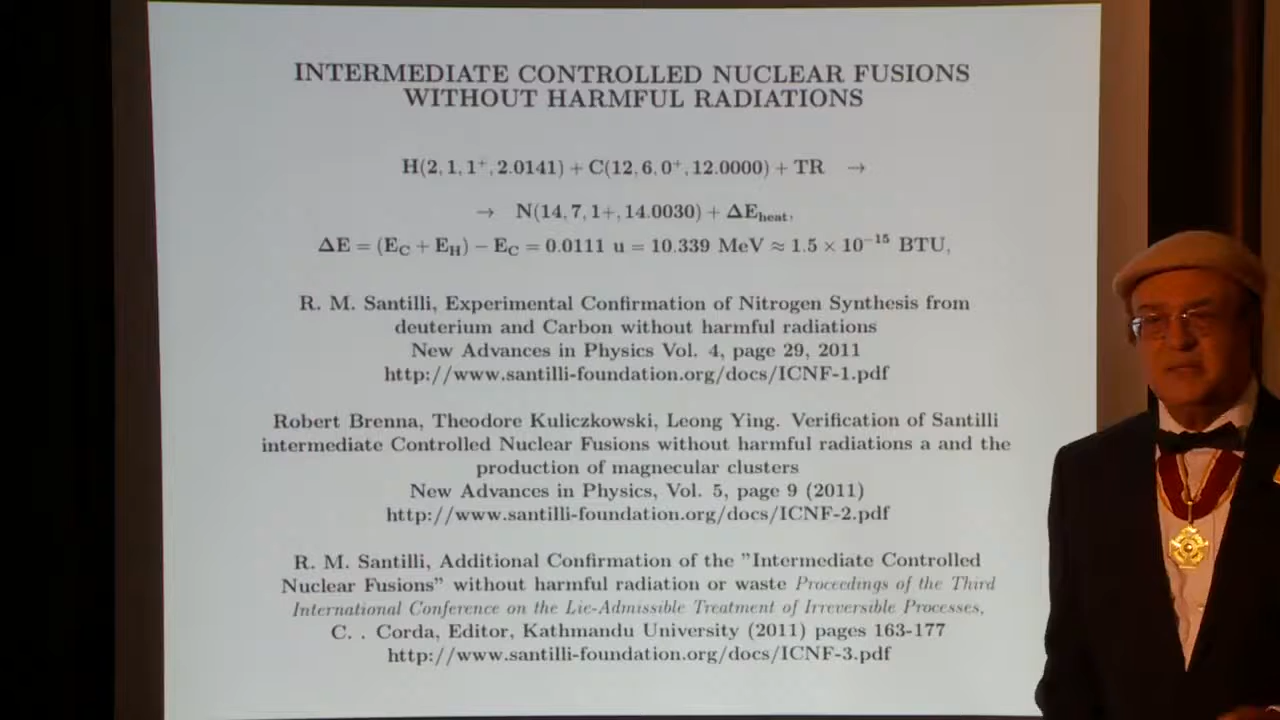 INTERMEDIATE CONTROLLED NUCLEAR FUSIONS
WITHOUT HARMFUL RADIATIONS
H(2, 1, 1⁺, 2.0141) + C(12, 6, 0⁺, 12.0000) + TR →
→ N(14, 7, 1+, 14.0030) + ΔE_heat,
ΔE = (E_C + E_H) − E_C = 0.0111 u = 10.339 MeV ≈ 1.5 × 10⁻¹⁵ BTU,
R. M. Santilli, Experimental Confirmation of Nitrogen Synthesis from
deuterium and Carbon without harmful radiations
New Advances in Physics Vol. 4, page 29, 2011
http://www.santilli-foundation.org/docs/ICNF-1.pdf
Robert Brenna, Theodore Kuliczkowski, Leong Ying. Verification of Santilli
intermediate Controlled Nuclear Fusions without harmful radiations a and the
production of magnecular clusters
New Advances in Physics, Vol. 5, page 9 (2011)
http://www.santilli-foundation.org/docs/ICNF-2.pdf
R. M. Santilli, Additional Confirmation of the "Intermediate Controlled
Nuclear Fusions" without harmful radiation or waste Proceedings of the Third
International Conference on the Lie-Admissible Treatment of Irreversible Processes,
C. . Corda, Editor, Kathmandu University (2011) pages 163-177
http://www.santilli-foundation.org/docs/ICNF-3.pdf